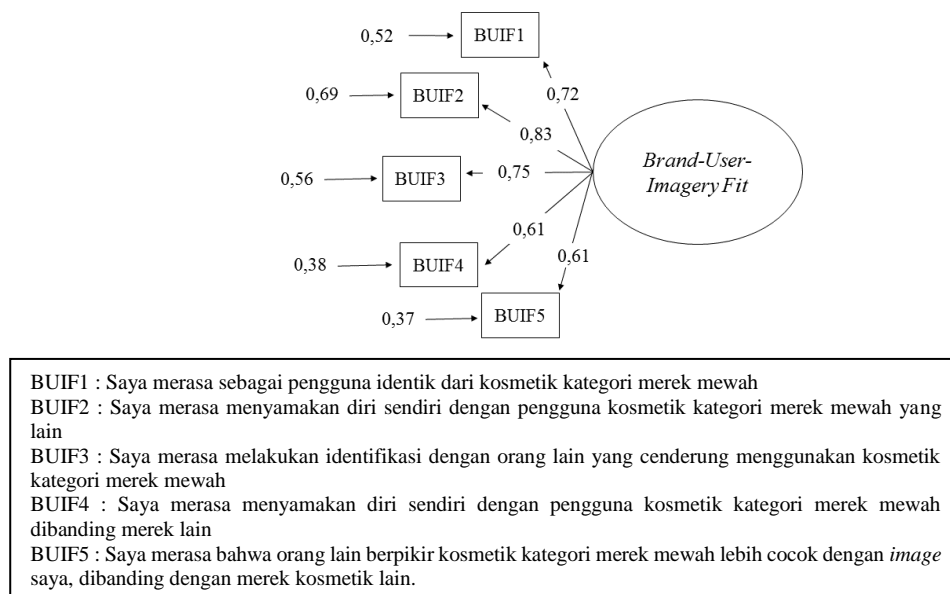 0,52 BUIF1
0,72
0,69 BUIF2
0,83
Brand-User-
Imagery Fit
0,56 BUIF3 0,75
0,61
0,38 BUIF4
0,61
0,37 BUIF5
BUIF1 : Saya merasa sebagai pengguna identik dari kosmetik kategori merek mewah
BUIF2 : Saya merasa menyamakan diri sendiri dengan pengguna kosmetik kategori merek mewah yang
lain
BUIF3 : Saya merasa melakukan identifikasi dengan orang lain yang cenderung menggunakan kosmetik
kategori merek mewah
BUIF4 : Saya merasa menyamakan diri sendiri dengan pengguna kosmetik kategori merek mewah
dibanding merek lain
BUIF5 : Saya merasa bahwa orang lain berpikir kosmetik kategori merek mewah lebih cocok dengan image
saya, dibanding dengan merek kosmetik lain.